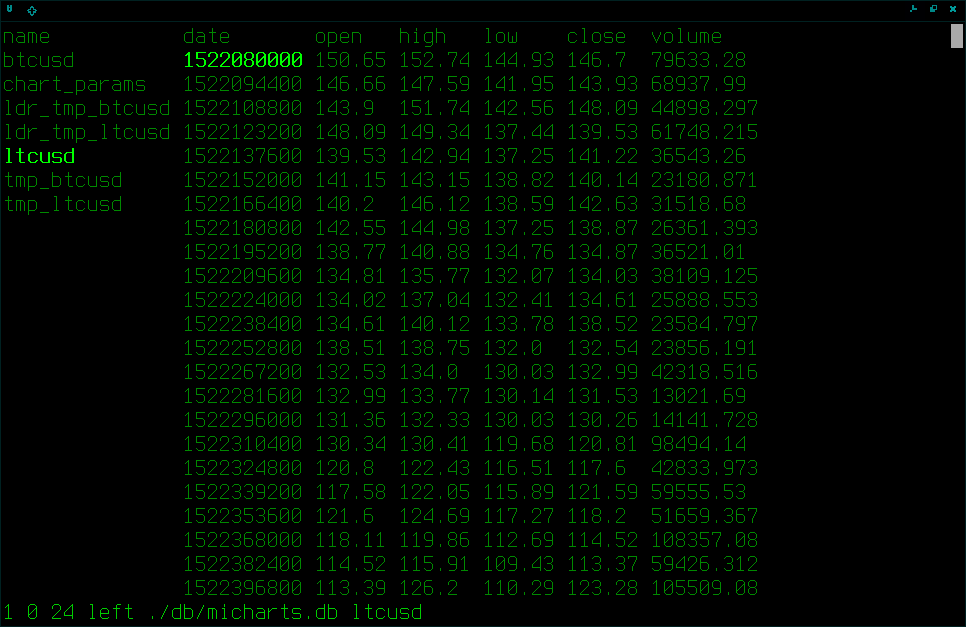 name date open high low close volume
btcusd 1522080000 150.65 152.74 144.93 146.7 79633.28
chart_params 1522094400 146.66 147.59 141.95 143.93 68937.99
ldr_tmp_btcusd 1522108800 143.9 151.74 142.56 148.09 44898.297
ldr_tmp_ltcusd 1522123200 148.09 149.34 137.44 139.53 61748.215
ltcusd 1522137600 139.53 142.94 137.25 141.22 36543.26
tmp_btcusd 1522152000 141.15 143.15 138.82 140.14 23180.871
tmp_ltcusd 1522166400 140.2 146.12 138.59 142.63 31518.68
1522180800 142.55 144.98 137.25 138.87 26361.393
1522195200 138.77 140.88 134.76 134.87 36521.01
1522209600 134.81 135.77 132.07 134.03 38109.125
1522224000 134.02 137.04 132.41 134.61 25888.553
1522238400 134.61 140.12 133.78 138.52 23584.797
1522252800 138.51 138.75 132.0 132.54 23856.191
1522267200 132.53 134.0 130.03 132.99 42318.516
1522281600 132.99 133.77 130.14 131.53 13021.69
1522296000 131.36 132.33 130.03 130.26 14141.728
1522310400 130.34 130.41 119.68 120.81 98494.14
1522324800 120.8 122.43 116.51 117.6 42833.973
1522339200 117.58 122.05 115.89 121.59 59555.53
1522353600 121.6 124.69 117.27 118.2 51659.367
1522368000 118.11 119.86 112.69 114.52 108357.08
1522382400 114.52 115.91 109.43 113.37 59426.312
1522396800 113.39 126.2 110.29 123.28 105509.08
1 0 24 left ./db/micharts.db ltcusd